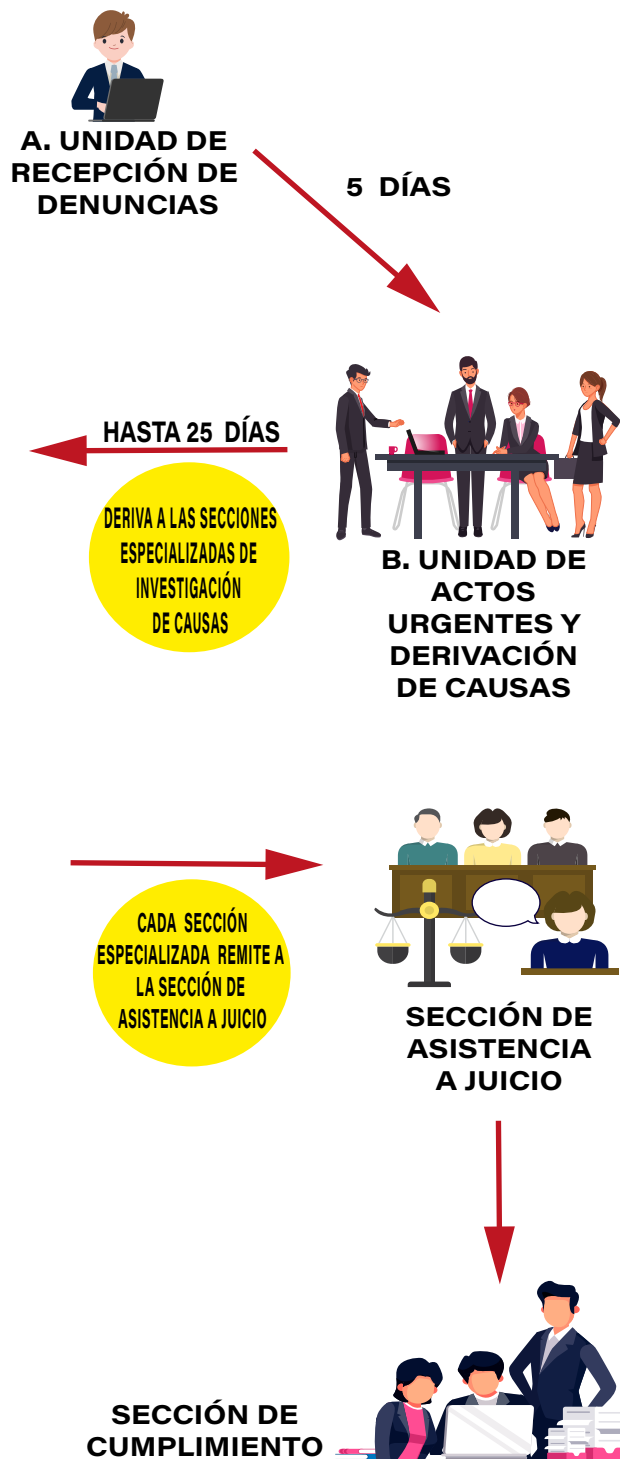 A. UNIDAD DE
RECEPCIÓN DE
DENUNCIAS
5 DÍAS
HASTA 25 DÍAS
DERIVA A LAS SECCIONES
ESPECIALIZADAS DE
INVESTIGACIÓN
DE CAUSAS
B. UNIDAD DE
ACTOS
URGENTES Y
DERIVACIÓN
DE CAUSAS
CADA SECCIÓN
ESPECIALIZADA REMITE A
LA SECCIÓN DE
ASISTENCIA A JUICIO
SECCIÓN DE
ASISTENCIA
A JUICIO
SECCIÓN DE
CUMPLIMIENTO